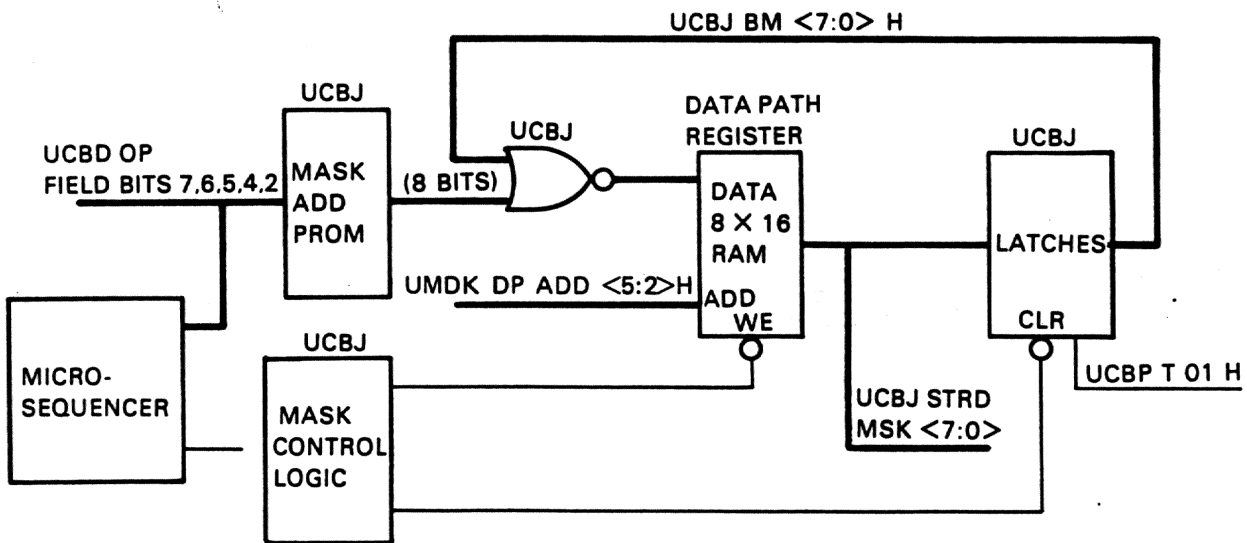 UCBJ BM <7:0> H
UCBJ
UCBD OP
FIELD BITS 7,6,5,4,2
MASK
ADD
PROM
(8 BITS)
UCBJ
DATA PATH
REGISTER
DATA
8 × 16
RAM
UCBJ
LATCHES
UMDK DP ADD <5:2>H
ADD
WE
CLR
UCBP T 01 H
MICRO-
SEQUENCER
UCBJ
MASK
CONTROL
LOGIC
UCBJ STRD
MSK <7:0>